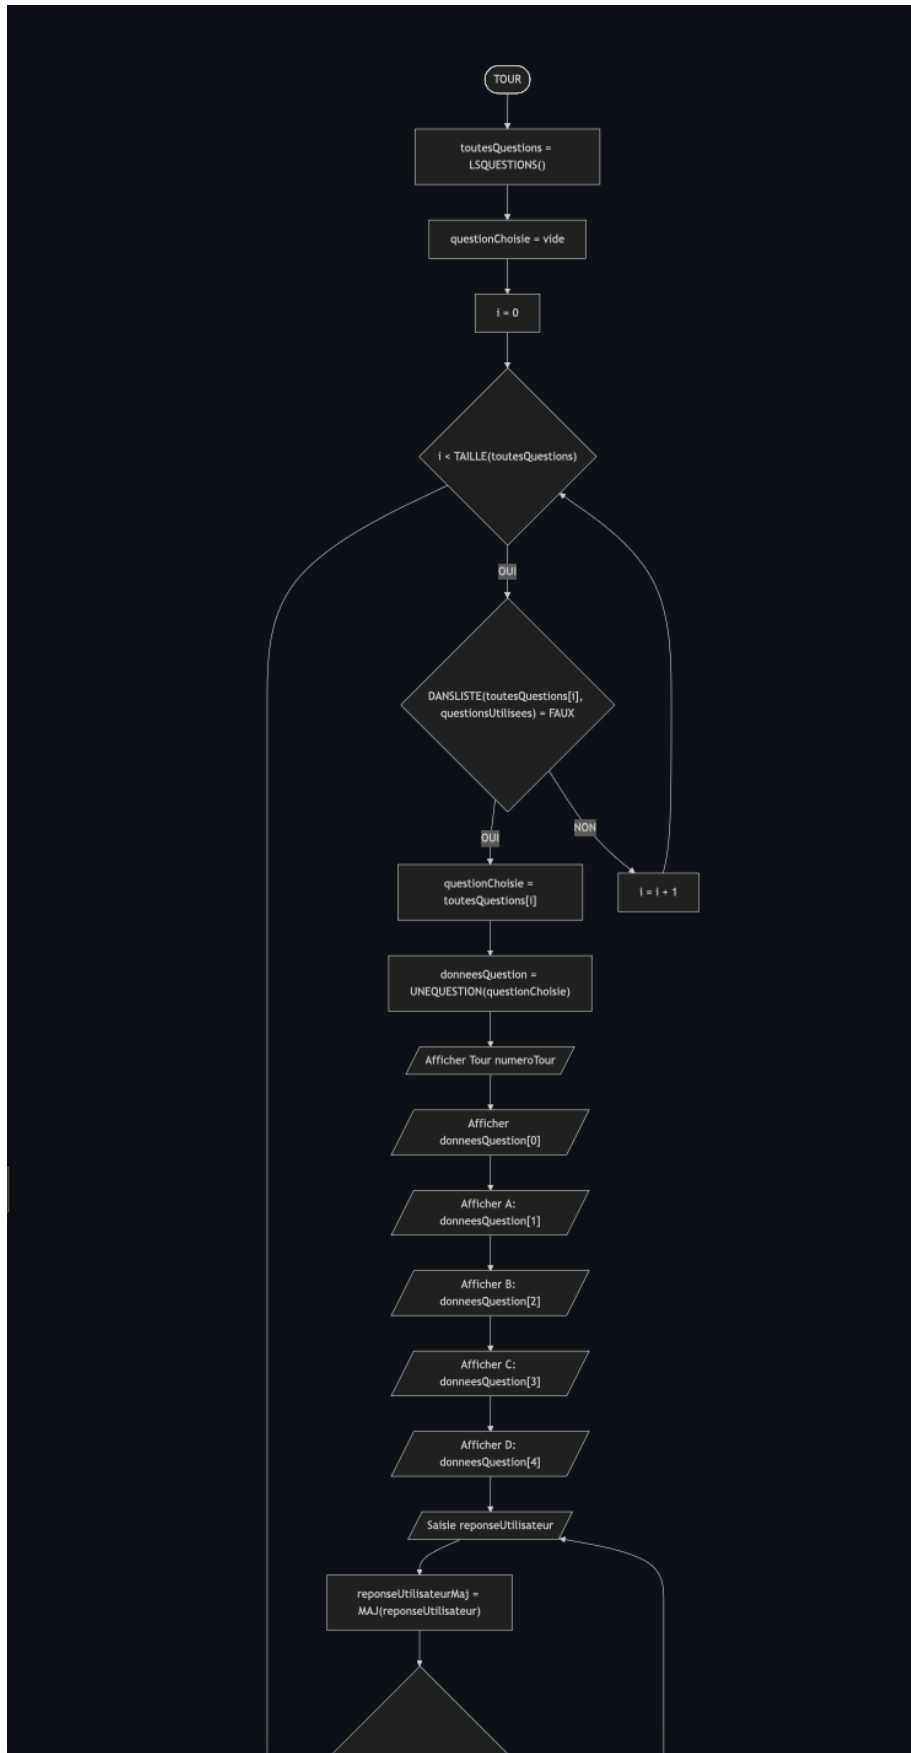 TOUR
toutesQuestions =
LSQUESTIONS()
questionChoisie = vide
i = 0
i < TAILLE(toutesQuestions)
OUI
DANSLISTE(toutesQuestions[i],
questionsUtilisees) = FAUX
NON
OUI
questionChoisie =
toutesQuestions[i]
i = i + 1
donneesQuestion =
UNEQUESTION(questionChoisie)
Afficher Tour numeroTour
Afficher
donneesQuestion[0]
Afficher A:
donneesQuestion[1]
Afficher B:
donneesQuestion[2]
Afficher C:
donneesQuestion[3]
Afficher D:
donneesQuestion[4]
Saisie reponseUtilisateur
reponseUtilisateurMaj =
MAJ(reponseUtilisateur)